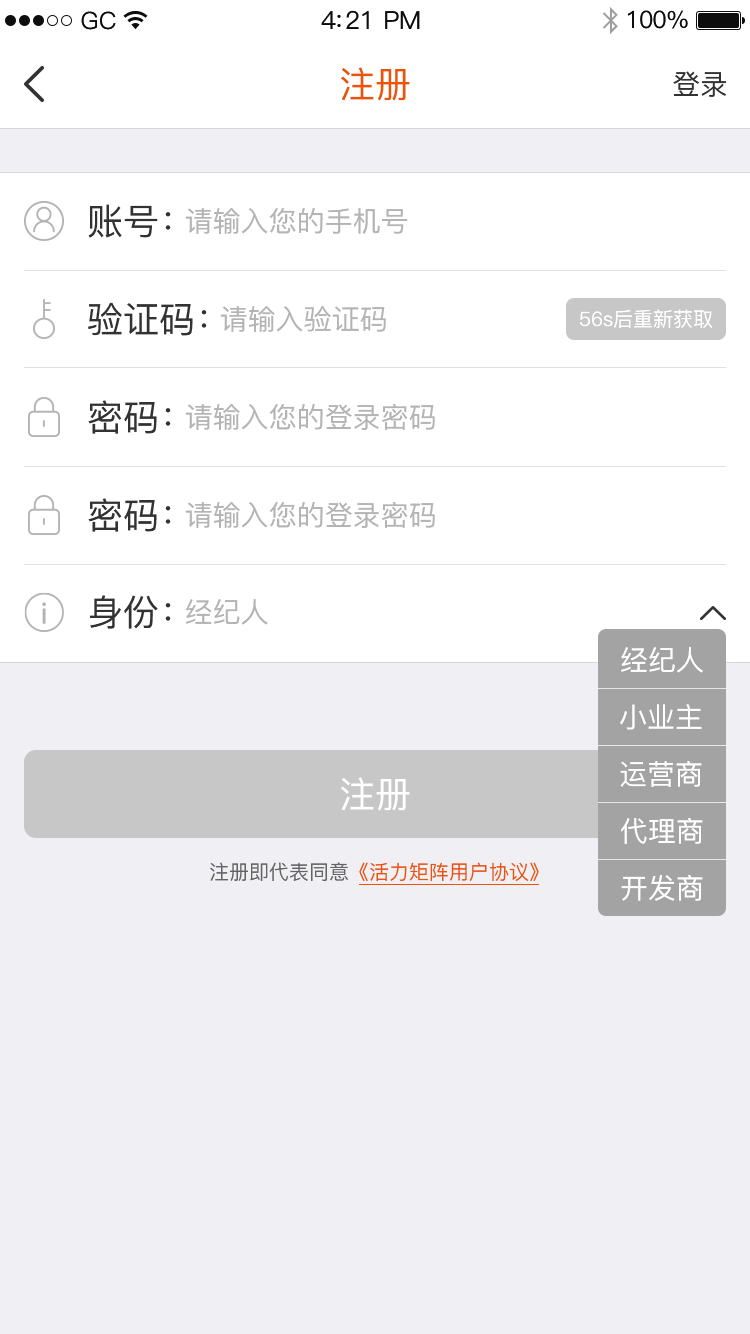 GC 4:21 PM 100%
注册 登录
账号：请输入您的手机号
验证码：请输入验证码 56s后重新获取
密码：请输入您的登录密码
密码：请输入您的登录密码
身份：经纪人
经纪人
小业主
运营商
代理商
开发商
注册
注册即代表同意《活力矩阵用户协议》